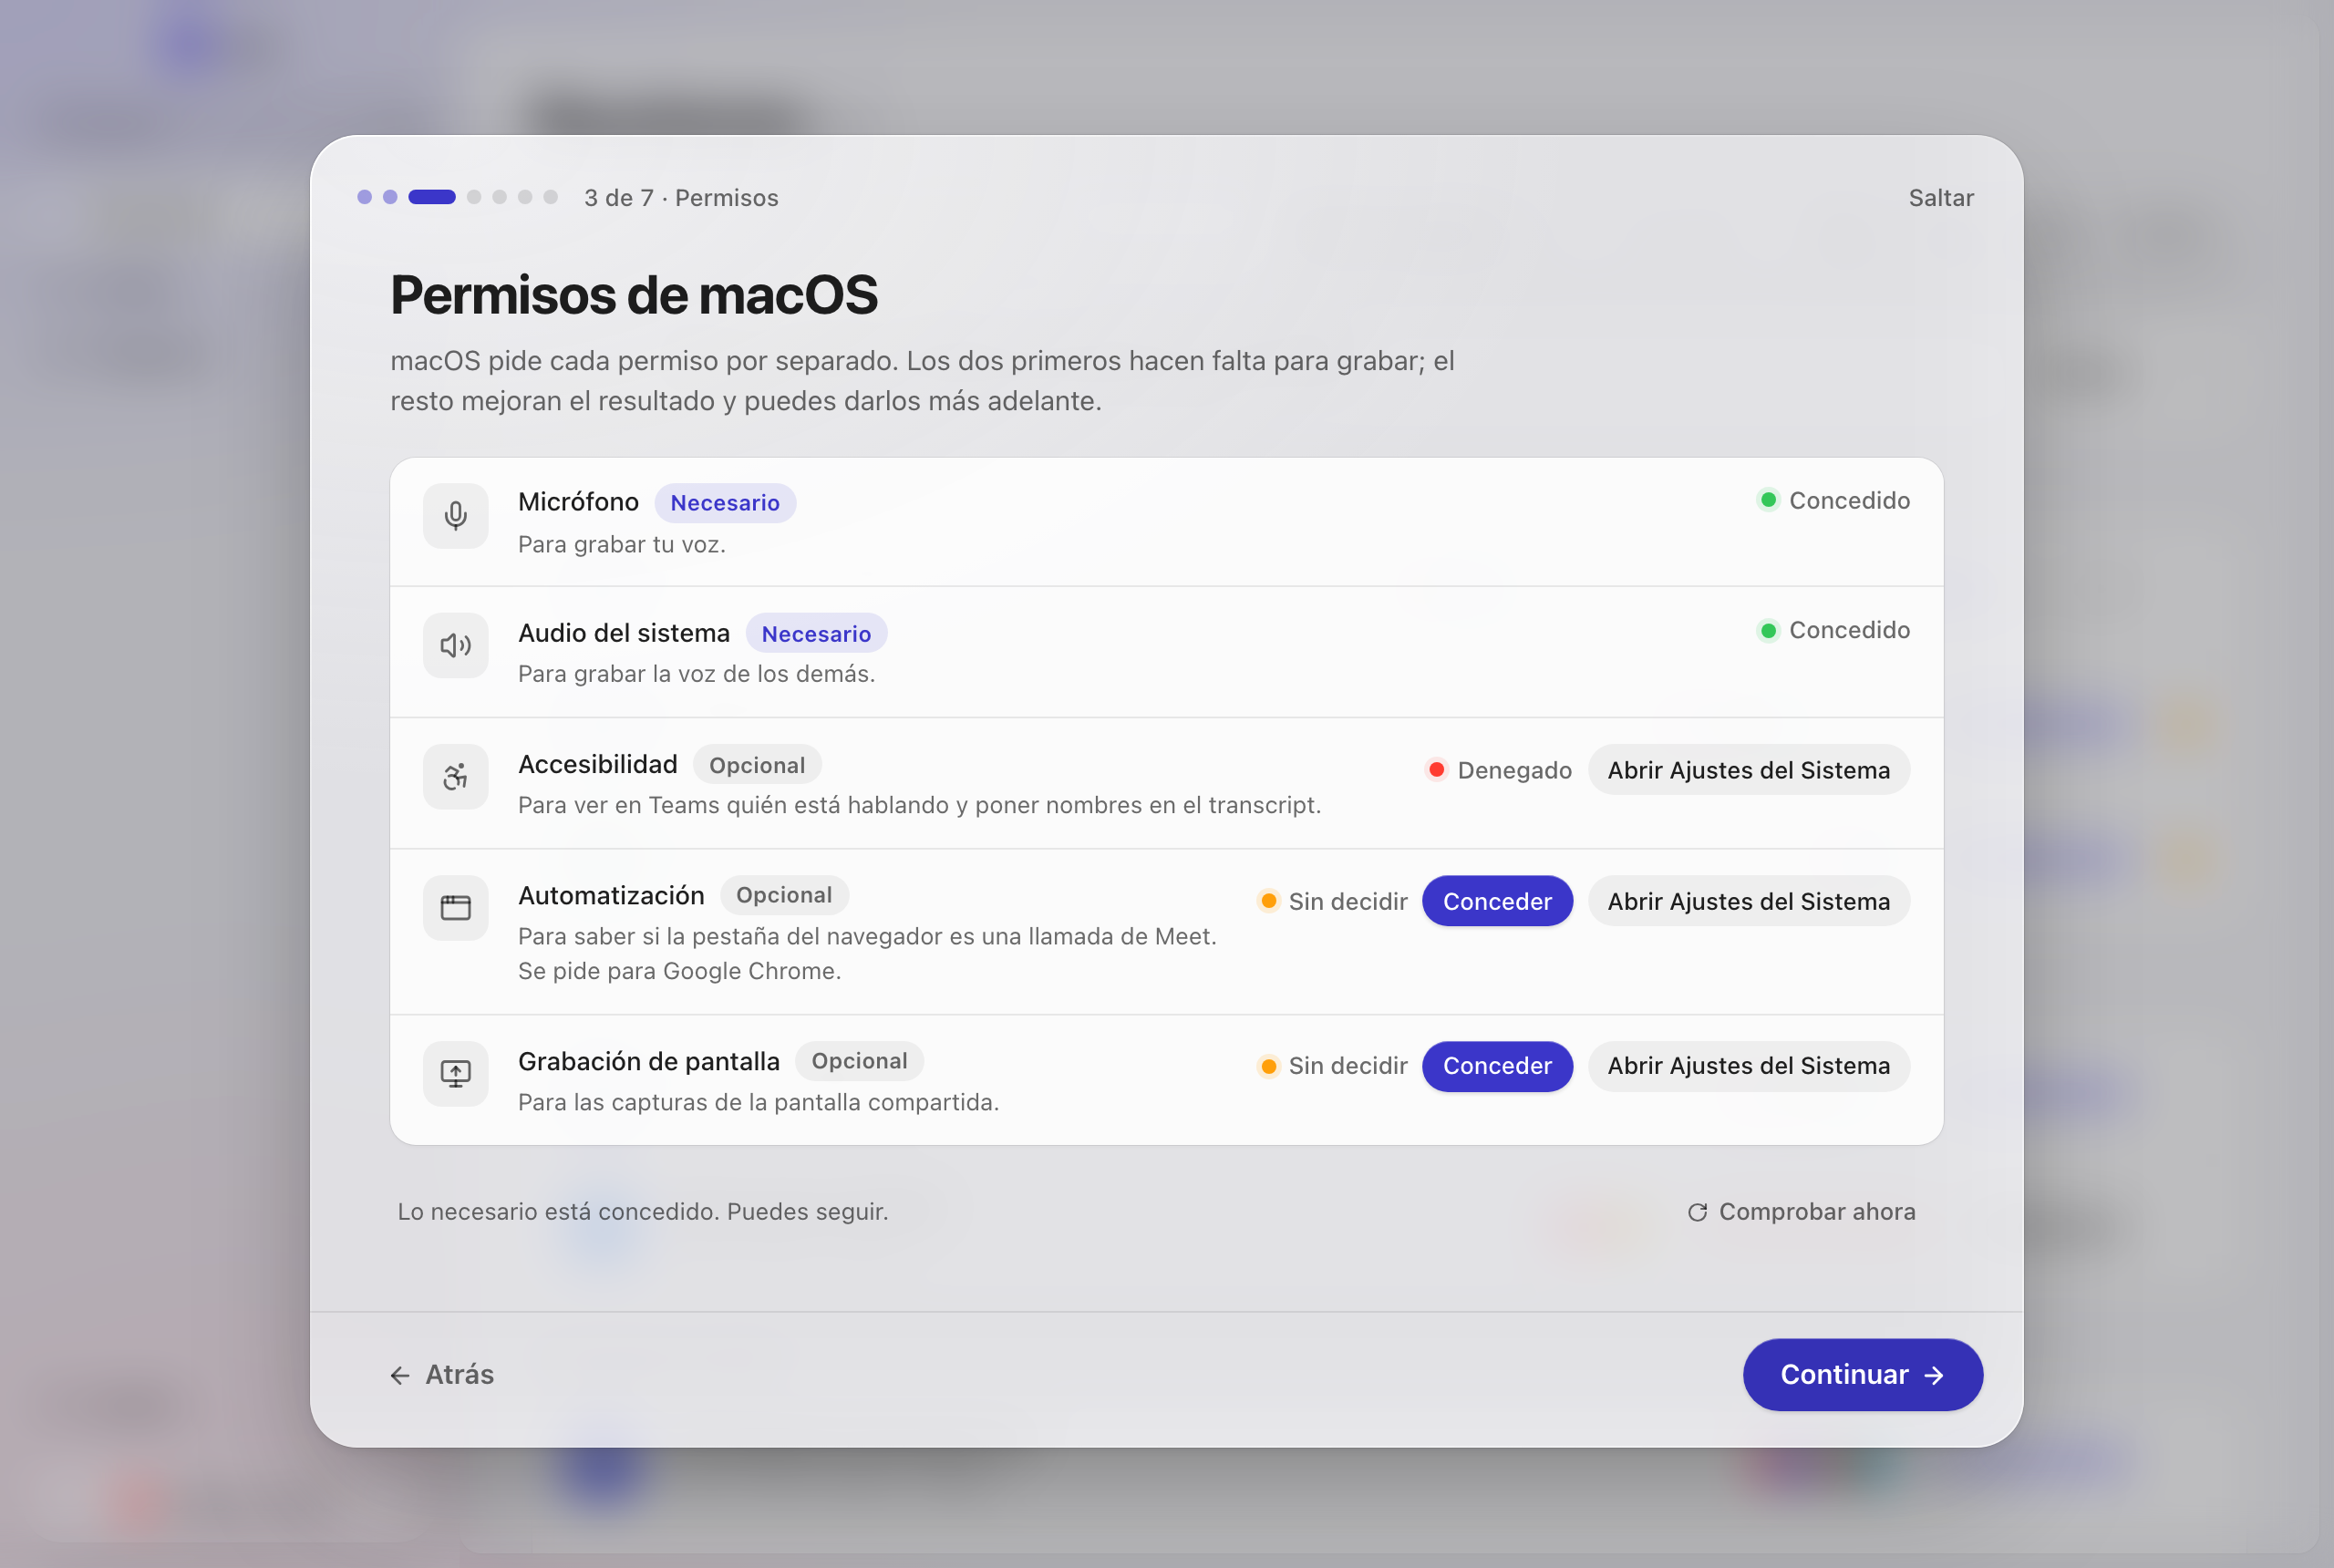 3 de 7 · Permisos
Saltar
Permisos de macOS
macOS pide cada permiso por separado. Los dos primeros hacen falta para grabar; el
resto mejoran el resultado y puedes darlos más adelante.
Micrófono Necesario
Concedido
Para grabar tu voz.
Audio del sistema Necesario
Concedido
Para grabar la voz de los demás.
Accesibilidad Opcional
Denegado Abrir Ajustes del Sistema
Para ver en Teams quién está hablando y poner nombres en el transcript.
Automatización Opcional
Sin decidir Conceder Abrir Ajustes del Sistema
Para saber si la pestaña del navegador es una llamada de Meet.
Se pide para Google Chrome.
Grabación de pantalla Opcional
Sin decidir Conceder Abrir Ajustes del Sistema
Para las capturas de la pantalla compartida.
Lo necesario está concedido. Puedes seguir.
Comprobar ahora
Atrás
Continuar